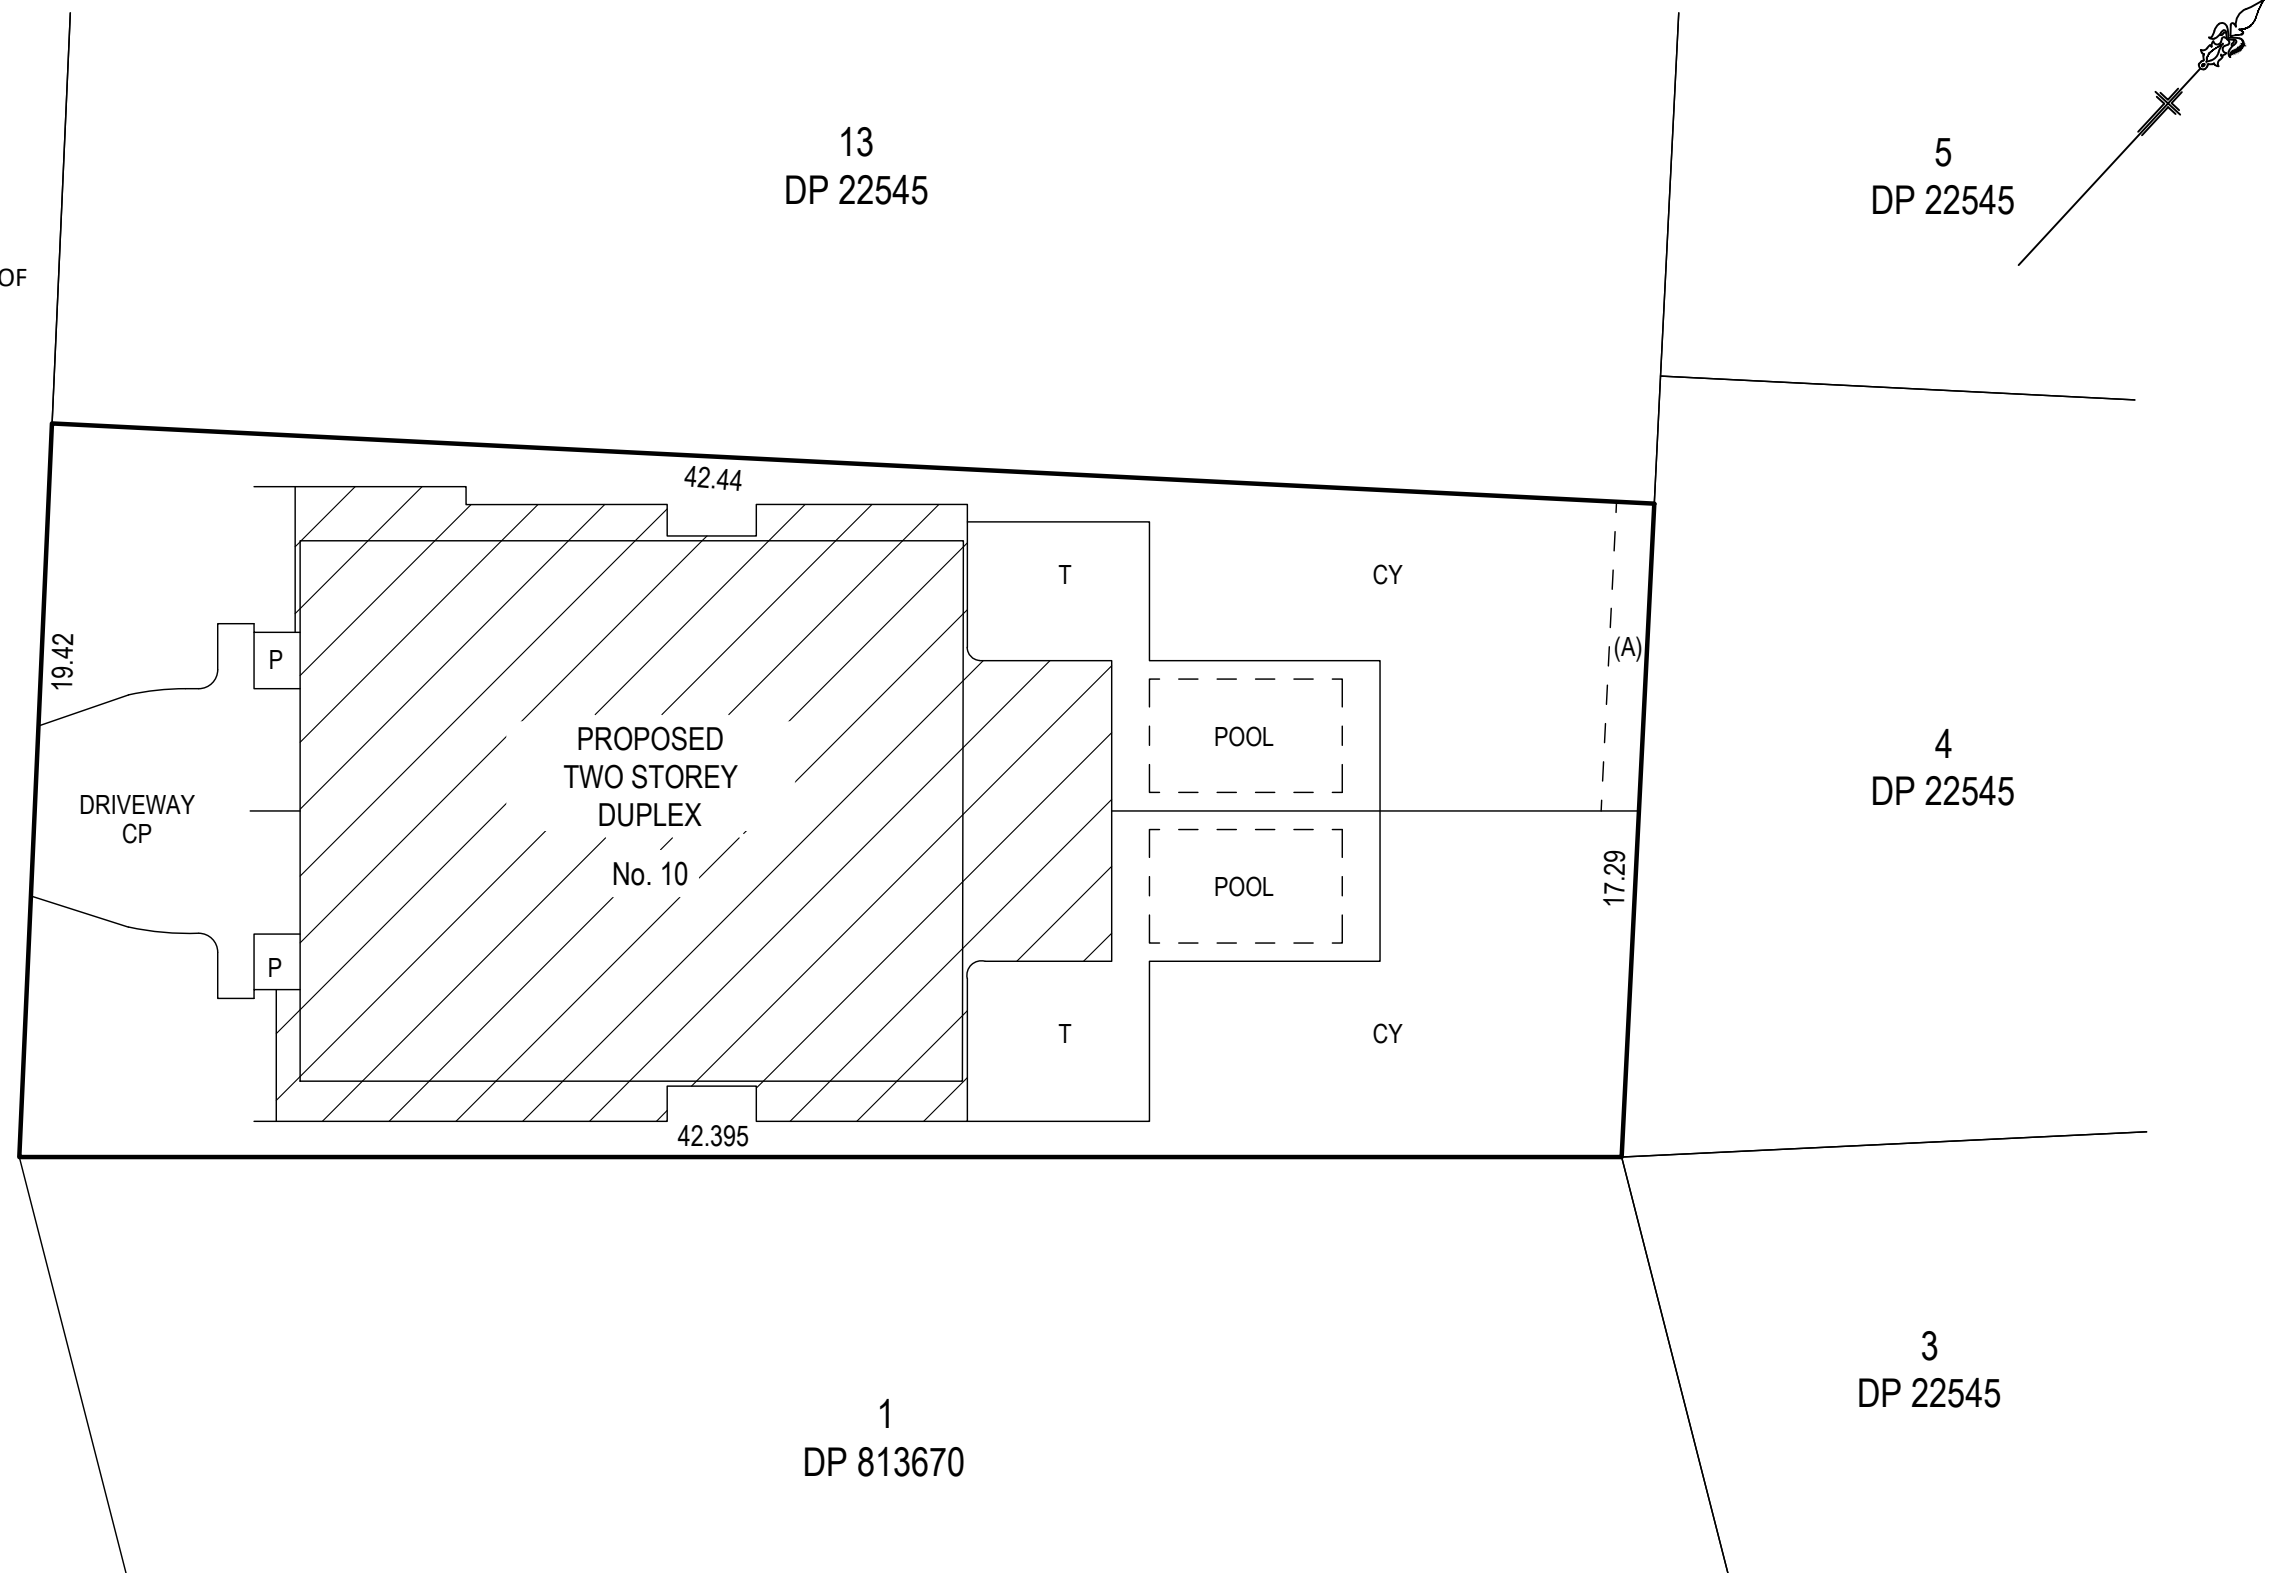 13
DP 22545
5
DP 22545
OF
42.44
T
CY
19.42
P
(A)
PROPOSED
TWO STOREY
DUPLEX
No. 10
POOL
4
DP 22545
DRIVEWAY
CP
POOL
17.29
P
T
CY
42.395
3
DP 22545
1
DP 813670